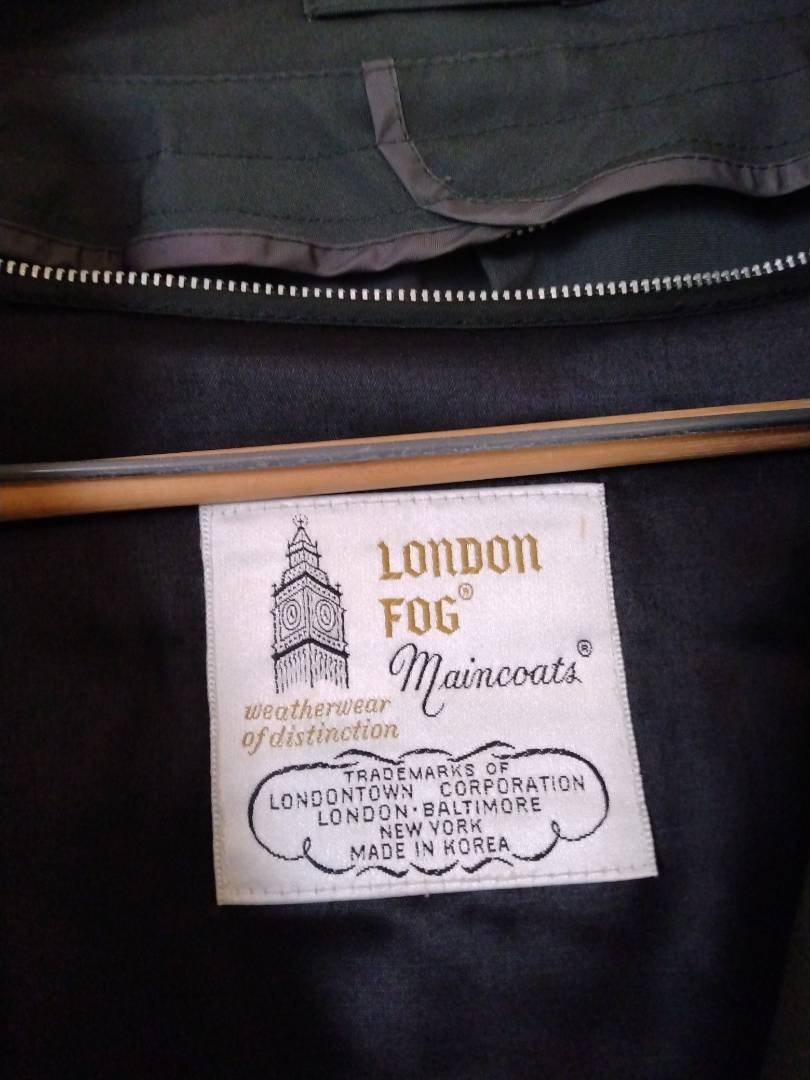 LONDON
FOG®
Maincoats®
weatherwear
of distinction
TRADEMARKS OF
LONDONTOWN CORPORATION
LONDON·BALTIMORE
NEW YORK
MADE IN KOREA